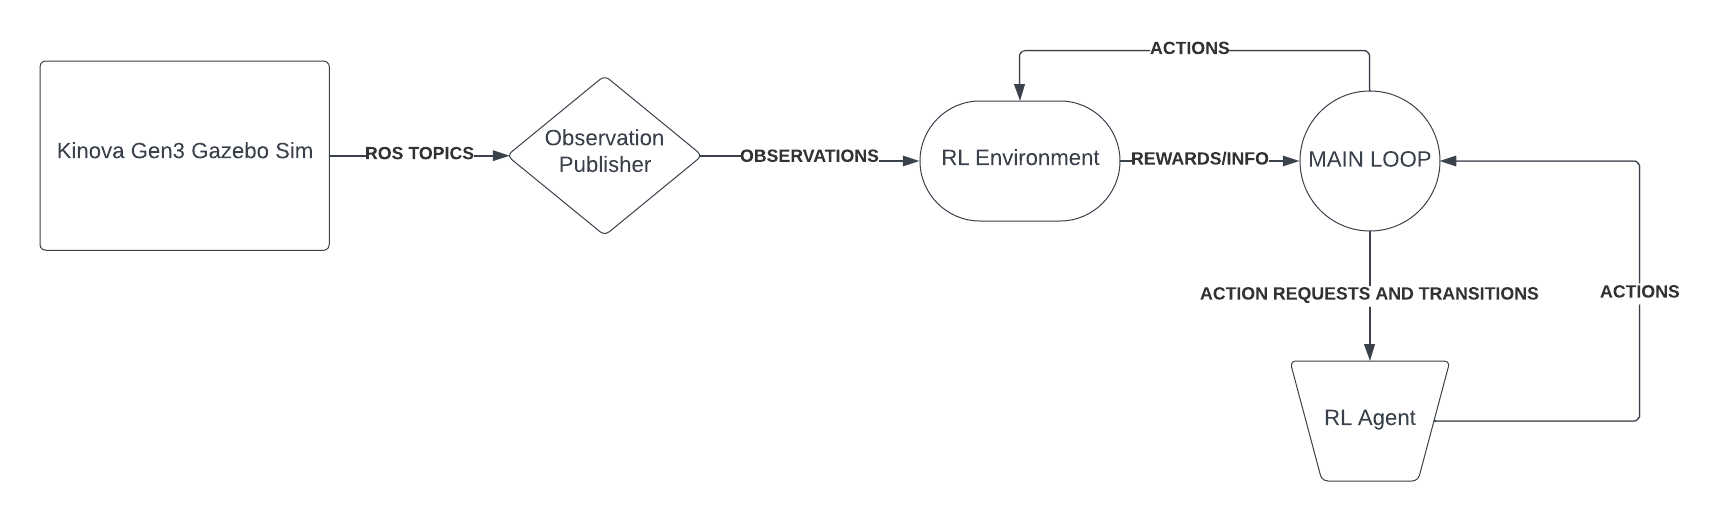 ACTIONS
Kinova Gen3 Gazebo Sim
ROS TOPICS
Observation
Publisher
OBSERVATIONS
RL Environment
REWARDS/INFO
MAIN LOOP
ACTION REQUESTS AND TRANSITIONS
ACTIONS
RL Agent